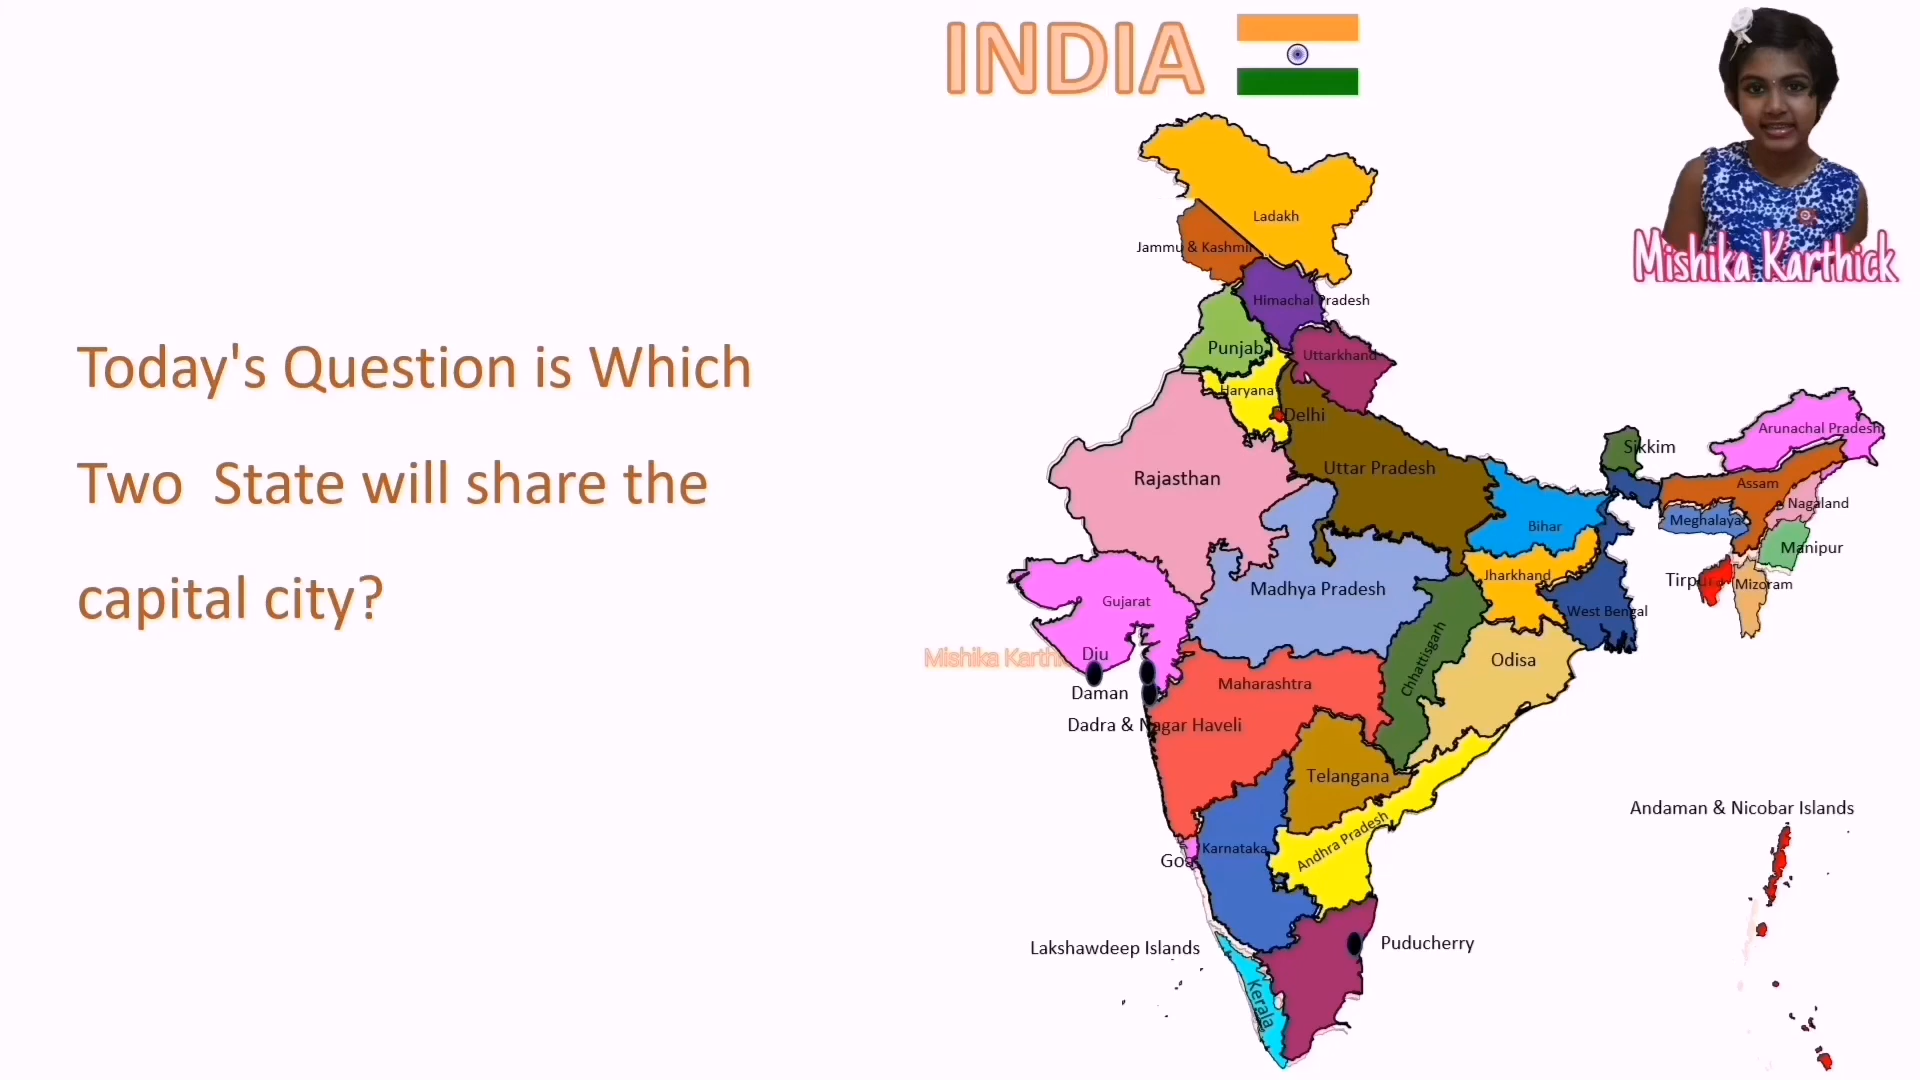 INDIA
Mishika Karthick
Today's Question is Which
Two State will share the
capital city?
Ladakh
Jammu & Kashmir
Himachal Pradesh
Punjab
Uttarkhand
Haryana
Delhi
Rajasthan
Uttar Pradesh
Sikkim
Arunachal Pradesh
Assam
Nagaland
Meghalaya
Manipur
Bihar
Jharkhand
Mizoram
West Bengal
Madhya Pradesh
Gujarat
Chhattisgarh
Odisa
Mishika
Diu
Daman
Maharashtra
Dadra & Nagar Haveli
Telangana
Andhra Pradesh
Andaman & Nicobar Islands
Goa
Karnataka
Lakshawdeep Islands
Puducherry
Kerala